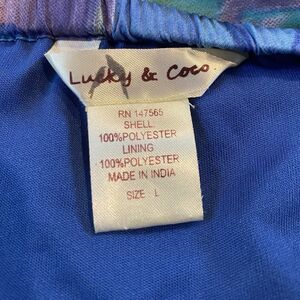 Lucky & Coco
RN 147565
SHELL
100%POLYESTER
LINING
100%POLYESTER
MADE IN INDIA
SIZE L